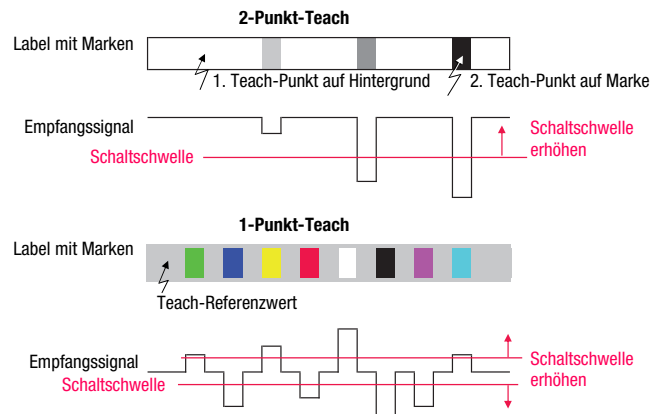 2-Punkt-Teach
Label mit Marken
1. Teach-Punkt auf Hintergrund
2. Teach-Punkt auf Marke
Empfangssignal
Schaltschwelle
Schaltschwelle
erhöhen
1-Punkt-Teach
Label mit Marken
Teach-Referenzwert
Empfangssignal
Schaltschwelle
Schaltschwelle
erhöhen